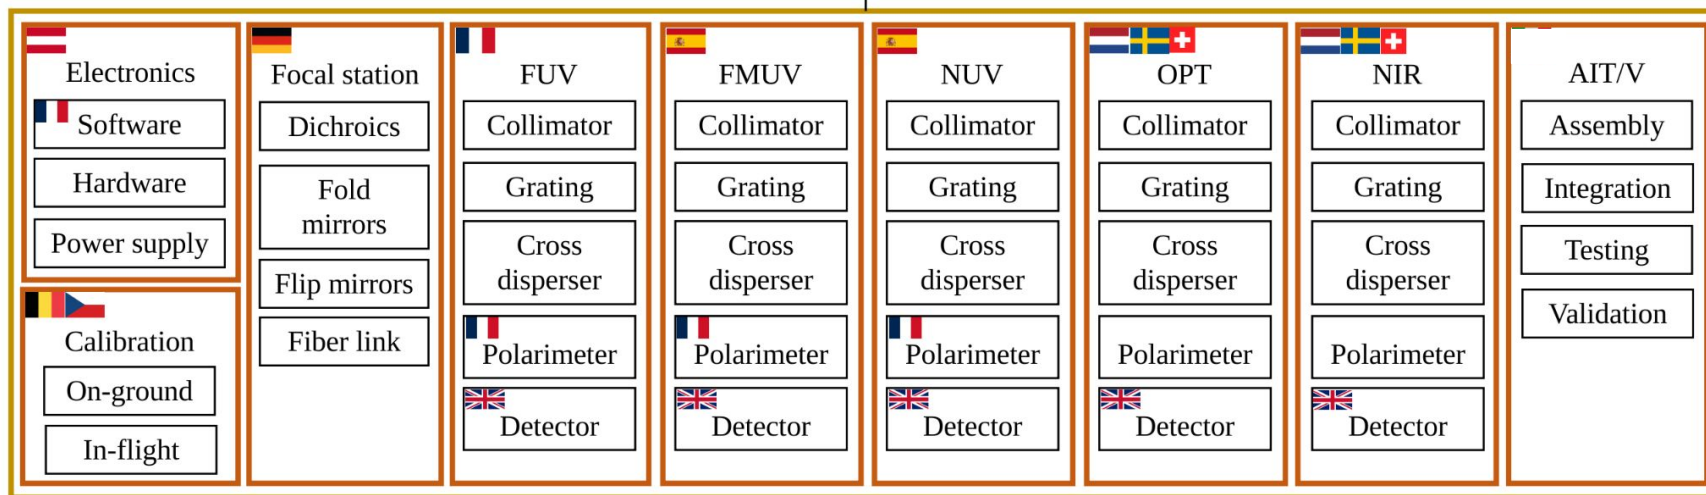 Electronics
Software
Hardware
Power supply
Calibration
On-ground
In-flight
Focal station
Dichroics
Fold
mirrors
Flip mirrors
Fiber link
FUV
Collimator
Grating
Cross
disperser
Polarimeter
Detector
FMUV
Collimator
Grating
Cross
disperser
Polarimeter
Detector
NUV
Collimator
Grating
Cross
disperser
Polarimeter
Detector
OPT
Collimator
Grating
Cross
disperser
Polarimeter
Detector
NIR
Collimator
Grating
Cross
disperser
Polarimeter
Detector
AIT/V
Assembly
Integration
Testing
Validation